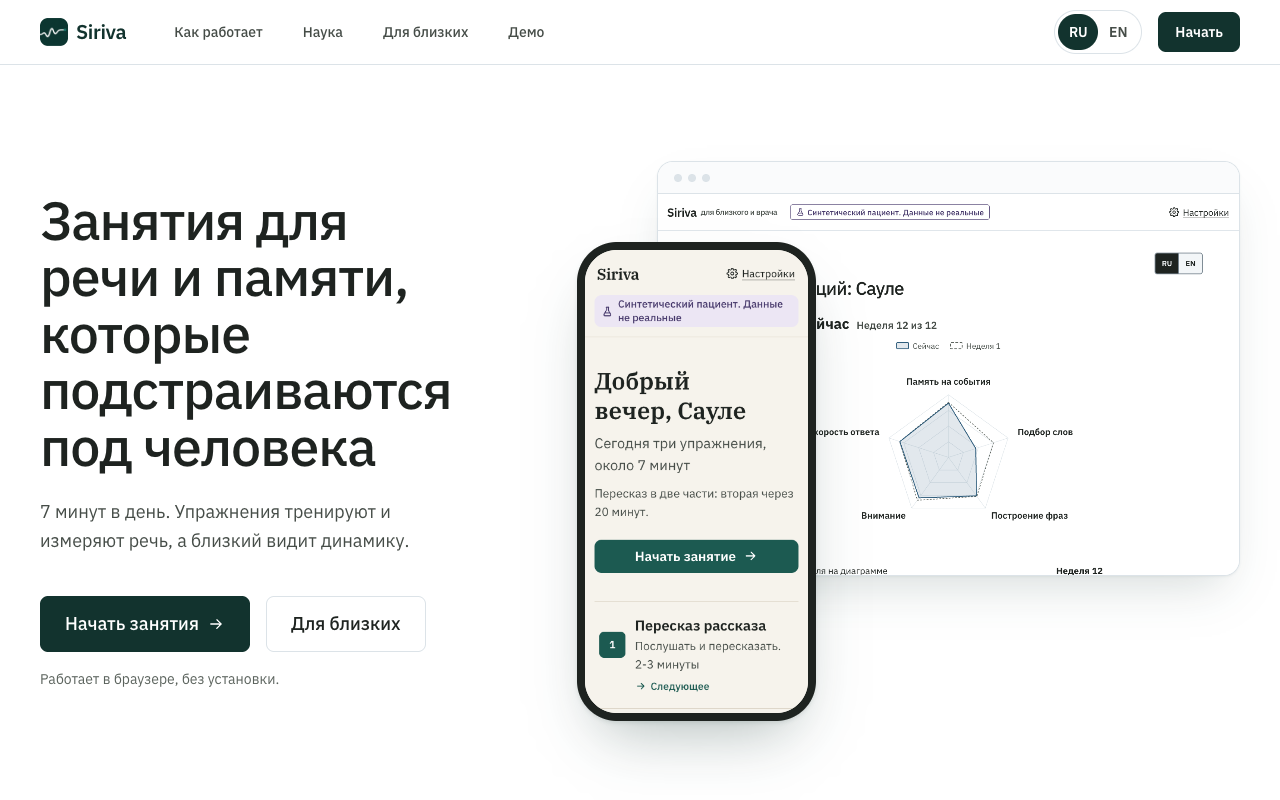 Siriva
Как работает
Наука
Для близких
Демо
RU
EN
Начать
Занятия для
речи и памяти,
которые
подстраиваются
под человека
7 минут в день. Упражнения тренируют и
измеряют речь, а близкий видит динамику.
Начать занятия →
Для близких
Работает в браузере, без установки.
Siriva для близкого и врача
Синтетический пациент. Данные не реальные
Настройки
RU
EN
ций: Сауле
йчас Неделя 12 из 12
Сейчас
Неделя 1
Память на события
корость ответа
Подбор слов
Внимание
Построение фраз
ля на диаграмме
Неделя 12
Siriva
Настройки
Синтетический пациент. Данные
не реальные
Добрый
вечер, Сауле
Сегодня три упражнения,
около 7 минут
Пересказ в две части: вторая через
20 минут.
Начать занятие →
1
Пересказ рассказа
Послушать и пересказать.
2-3 минуты
→ Следующее